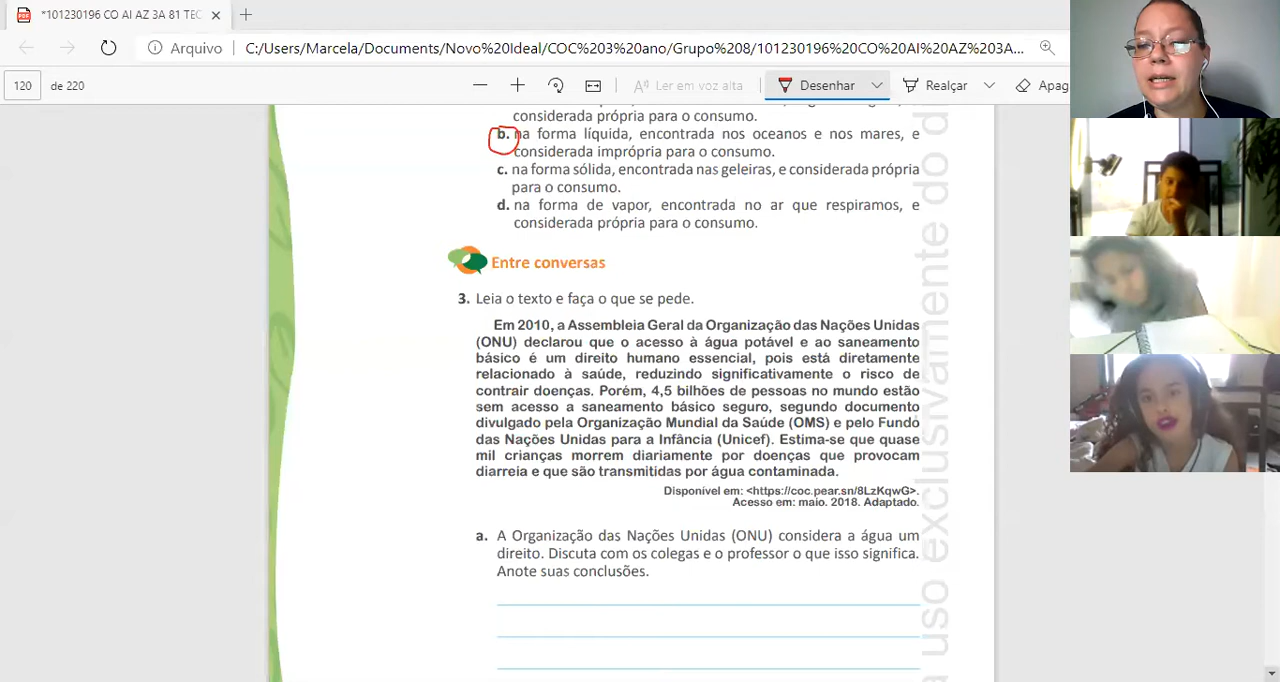 *101230196 CO AI AZ 3A 81 TEC
Arquivo C:/Users/Marcela/Documents/Novo%20Ideal/COC%203%20ano/Grupo%208/101230196%20CO%20AI%20AZ%203A...
120 de 220 Ler em voz alta Desenhar Realçar Apag
considerada própria para o consumo.
b. na forma líquida, encontrada nos oceanos e nos mares, e
considerada imprópria para o consumo.
c. na forma sólida, encontrada nas geleiras, e considerada própria
para o consumo.
d. na forma de vapor, encontrada no ar que respiramos, e
considerada própria para o consumo.
Entre conversas
3. Leia o texto e faça o que se pede.
Em 2010, a Assembleia Geral da Organização das Nações Unidas
(ONU) declarou que o acesso à água potável e ao saneamento
básico é um direito humano essencial, pois está diretamente
relacionado à saúde, reduzindo significativamente o risco de
contrair doenças. Porém, 4,5 bilhões de pessoas no mundo estão
sem acesso a saneamento básico seguro, segundo documento
divulgado pela Organização Mundial da Saúde (OMS) e pelo Fundo
das Nações Unidas para a Infância (Unicef). Estima-se que quase
mil crianças morrem diariamente por doenças que provocam
diarreia e que são transmitidas por água contaminada.
Disponível em: <https://coc.pear.sn/8LzKqwG>.
Acesso em: maio. 2018. Adaptado.
a. A Organização das Nações Unidas (ONU) considera a água um
direito. Discuta com os colegas e o professor o que isso significa.
Anote suas conclusões.
uso exclusivamente do